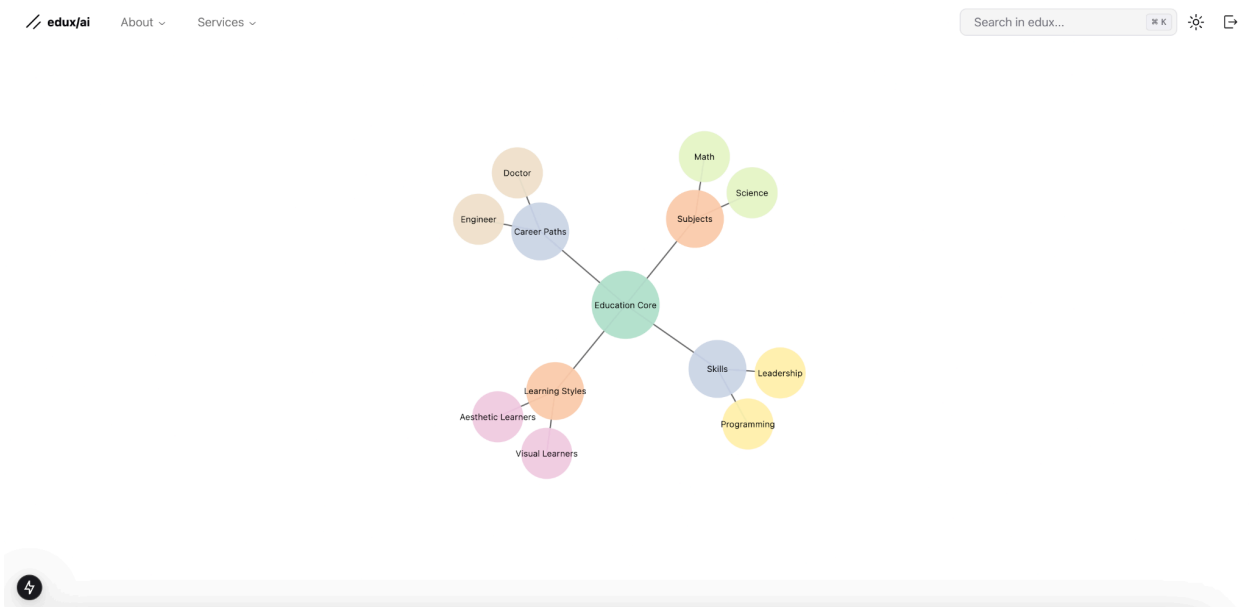 edux/ai
About
Services
Search in edux...
⌘ K
Math
Doctor
Science
Engineer
Subjects
Career Paths
Education Core
Skills
Leadership
Learning Styles
Aesthetic Learners
Programming
Visual Learners